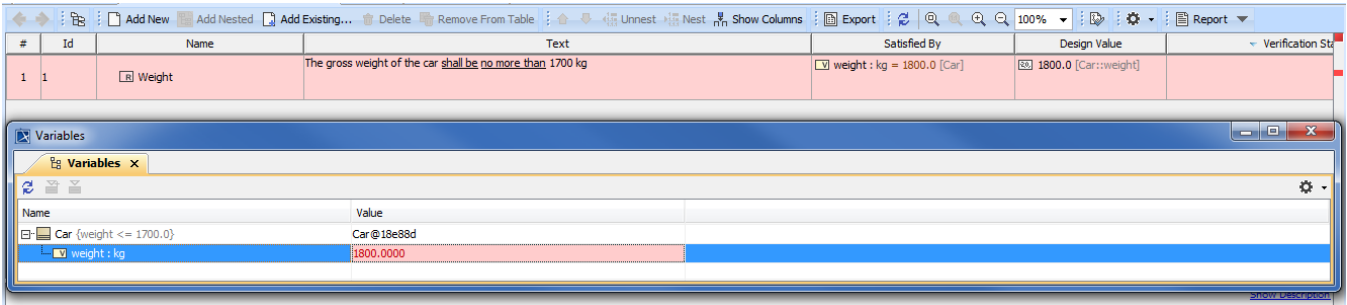 Add New Add Nested Add Existing... Delete Remove From Table Unnest Nest Show Columns Export 100% Report
# Id Name Text Satisfied By Design Value Verification Sta
1 1 R Weight The gross weight of the car shall be no more than 1700 kg V weight : kg = 1800.0 [Car] 1800.0 [Car::weight]
Variables
Variables X
Name Value
Car {weight <= 1700.0} Car@18e88d
V weight : kg 1800.0000
Show Description